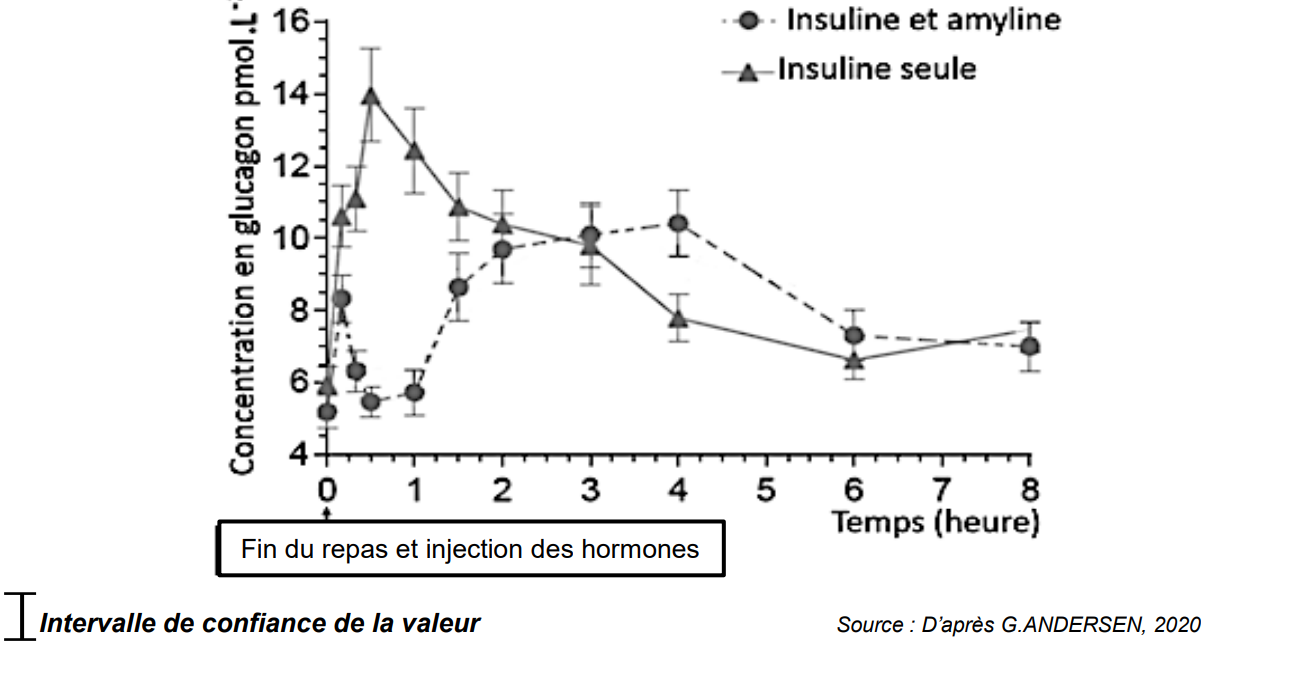 Concentration en glucagon pmol.L-
16
14
12
10
8
6
4
Insuline et amyline
Insuline seule
0 1 2 3 4 5 6 7 8
Temps (heure)
Fin du repas et injection des hormones
Intervalle de confiance de la valeur
Source : D’après G.ANDERSEN, 2020